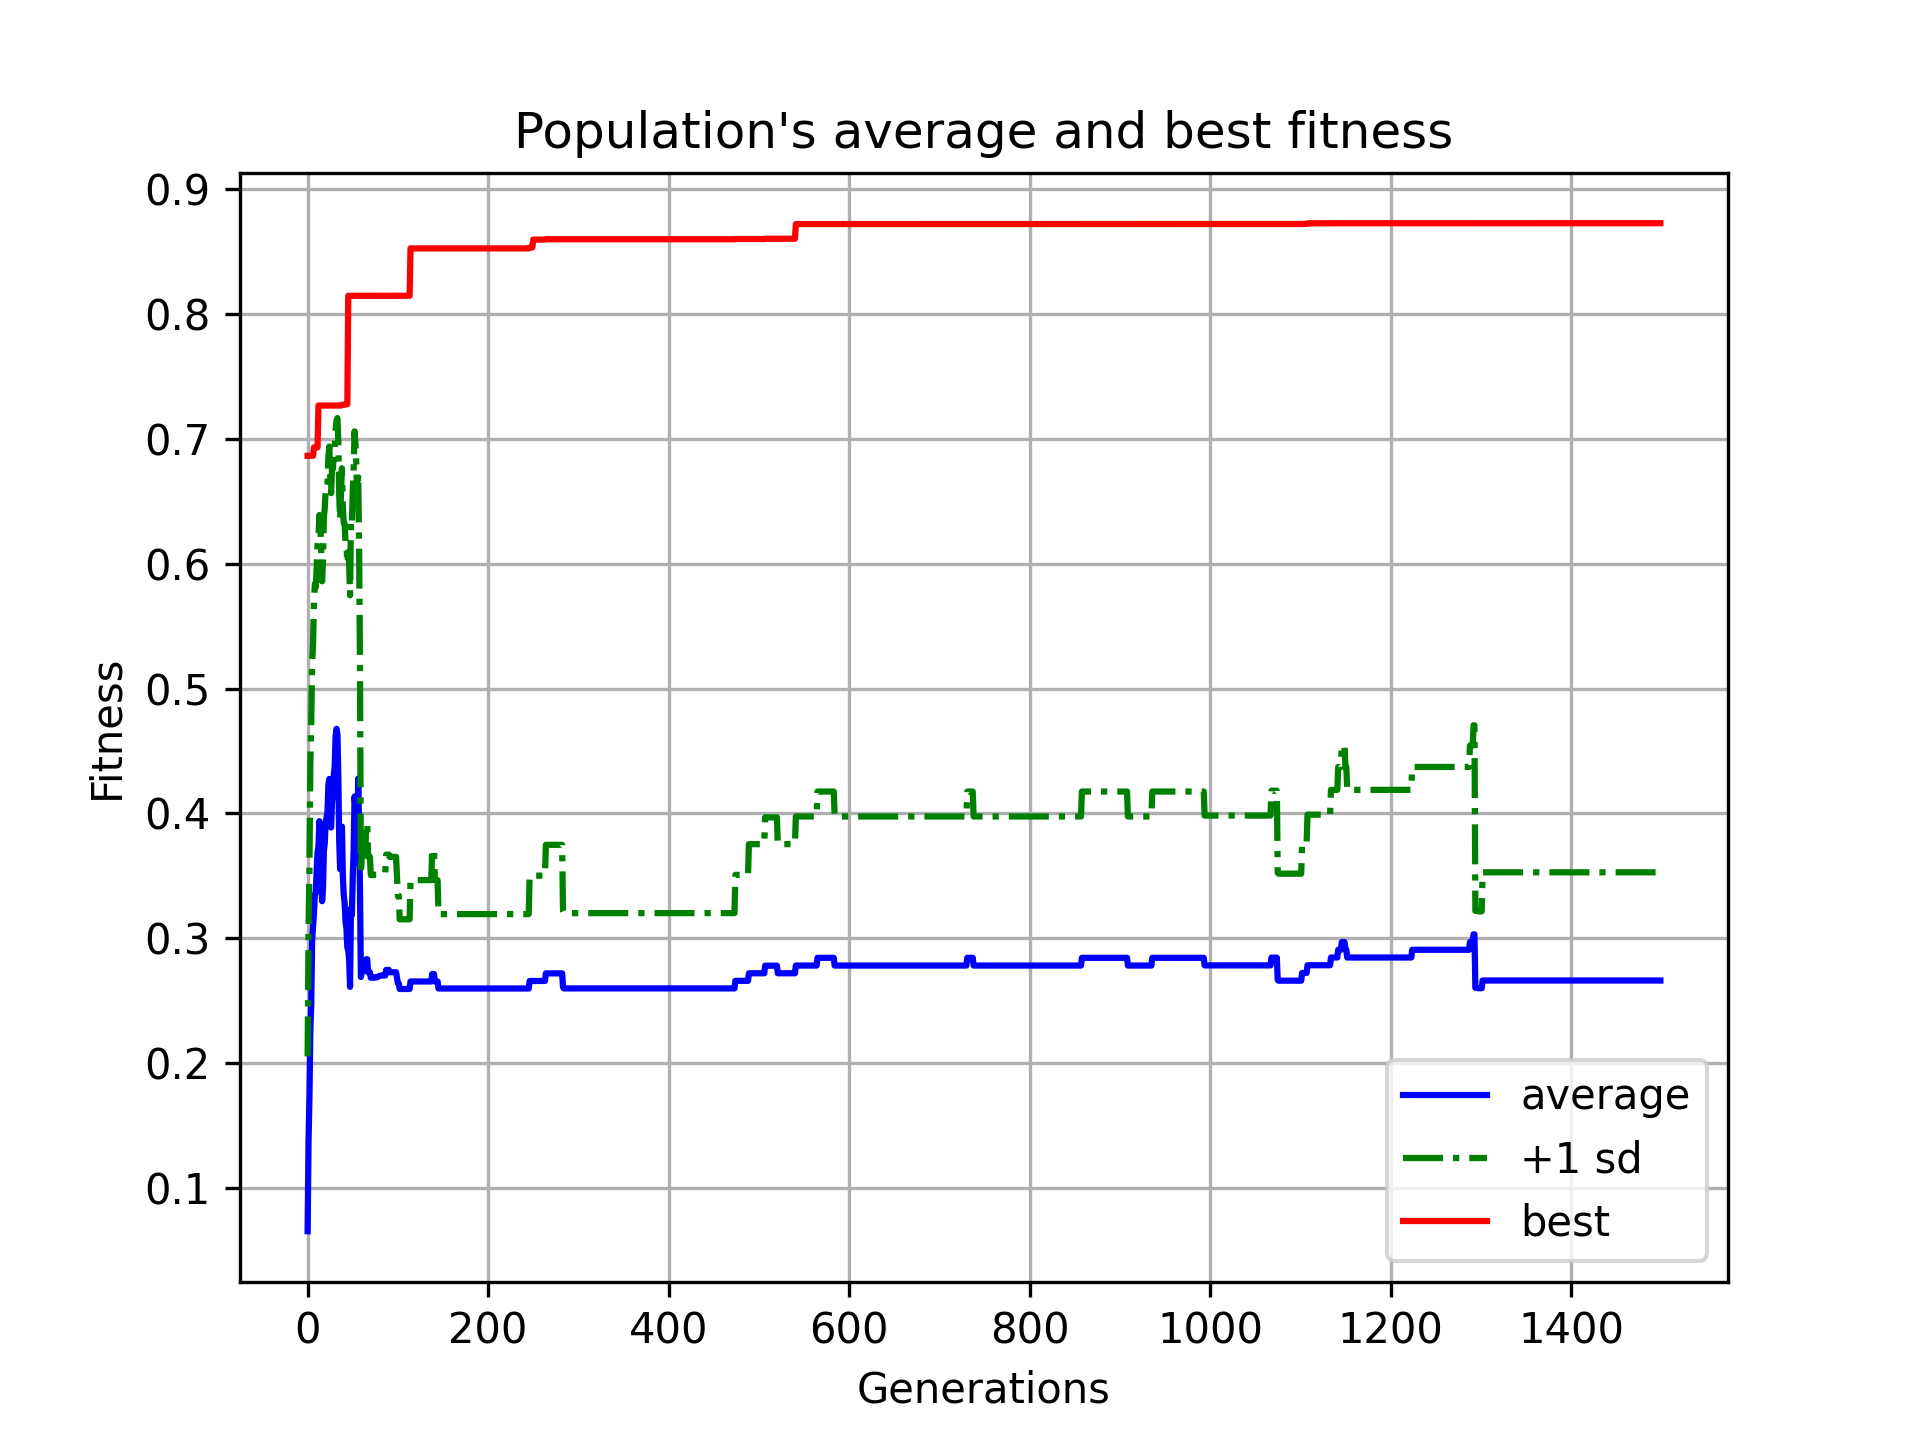 Population's average and best fitness
0.9
0.8
0.7
0.6
0.5
0.4
0.3
0.2
0.1
Fitness
average
+1 sd
best
0 200 400 600 800 1000 1200 1400
Generations